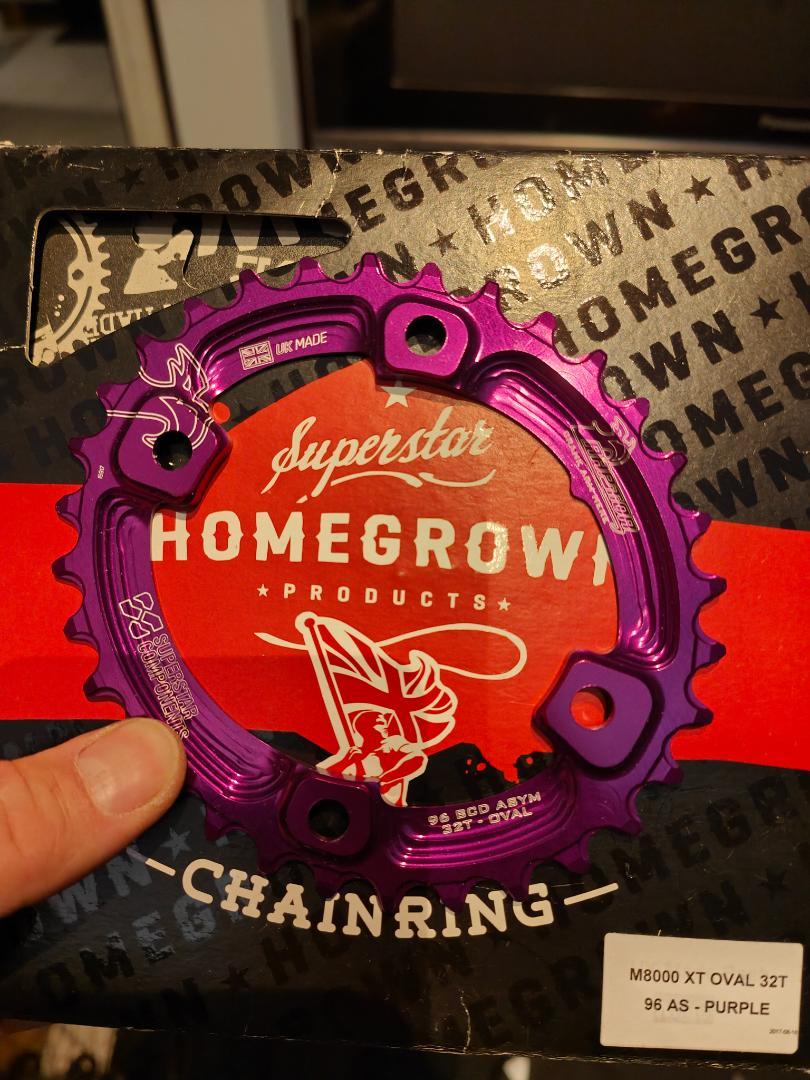 UK MADE
Superstar
HOMEGROWN
PRODUCTS
SUPERSTAR
COMPONENTS
96 BCD ASYM
32T - OVAL
CHAINRING
M8000 XT OVAL 32T
96 AS - PURPLE
HOMEGROWN
HOMEGROWN
HOMEGROWN